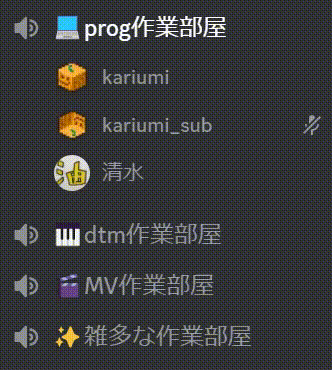 💻prog作業部屋
kariumi
kariumi_sub
油
清水
🎹dtm作業部屋
🎬MV作業部屋
✨雑多な作業部屋